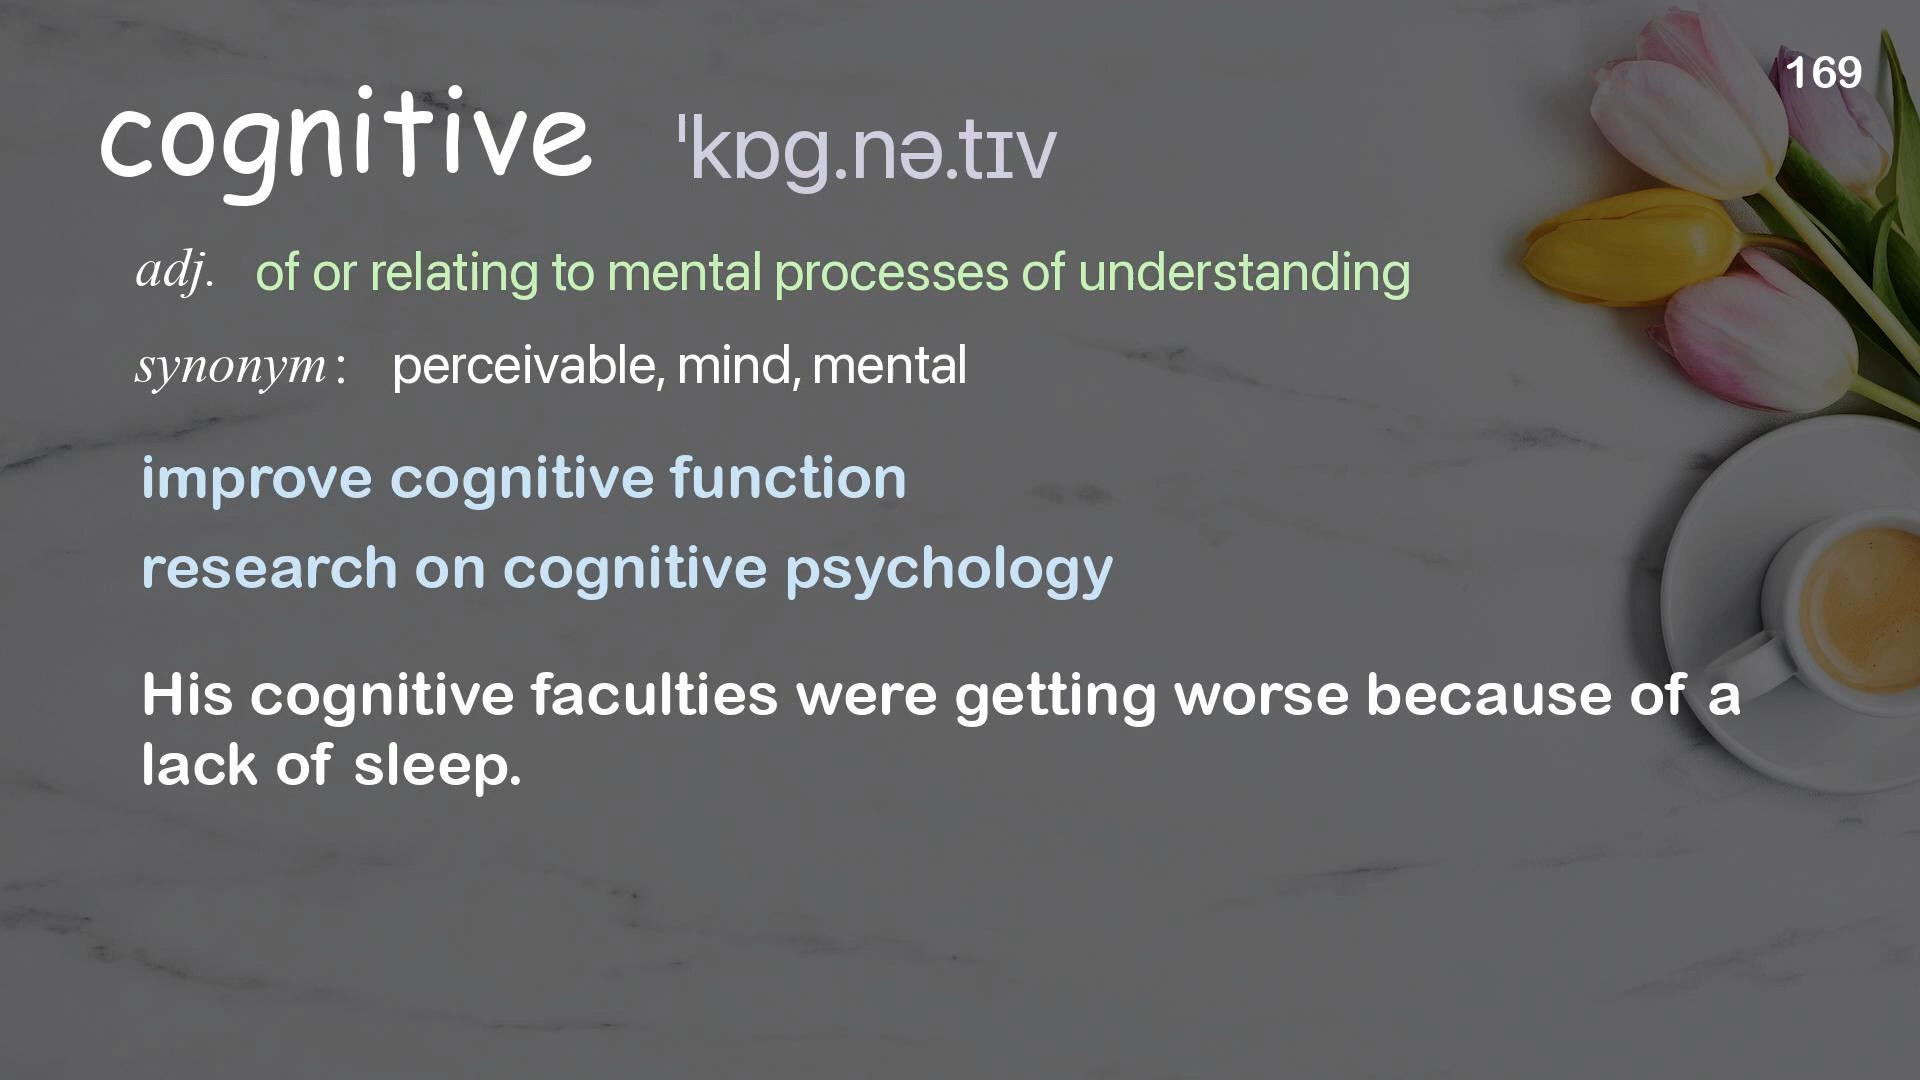 169
cognitive ˈkɒg.nə.tɪv
adj. of or relating to mental processes of understanding
synonym: perceivable, mind, mental
improve cognitive function
research on cognitive psychology
His cognitive faculties were getting worse because of a
lack of sleep.